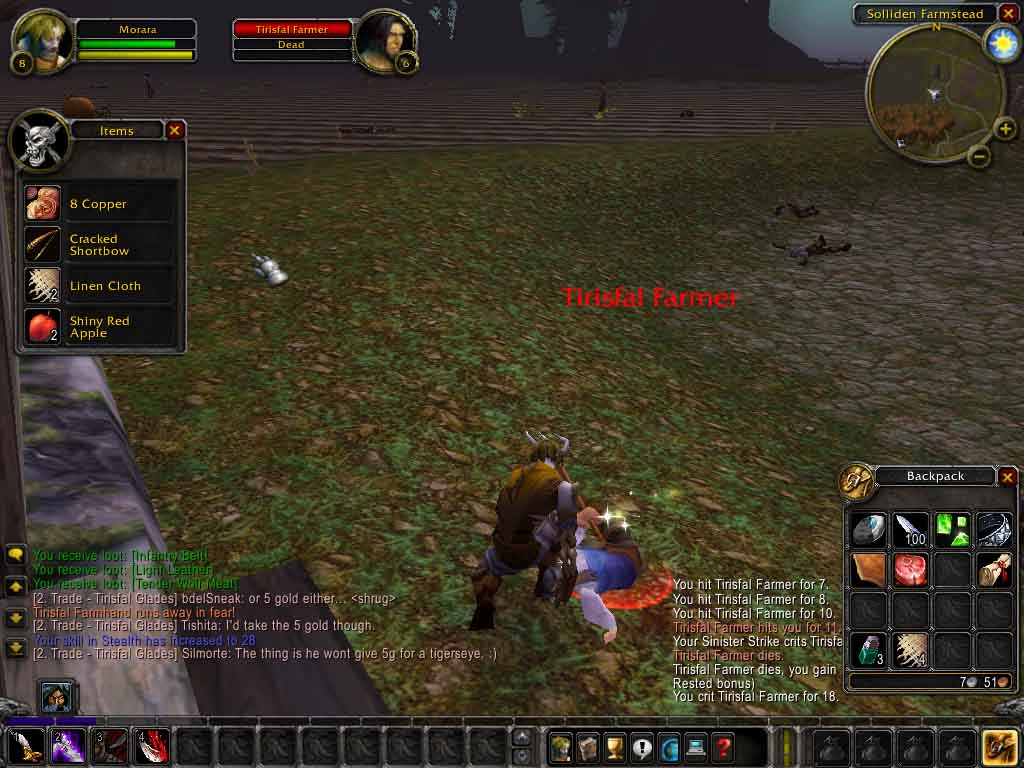 Morara
8
Tirisfal Farmer
Dead
6
Solliden Farmstead
N
Items
8 Copper
Cracked
Shortbow
2
Linen Cloth
2
Shiny Red
Apple
Tirisfal Farmer
Backpack
100
3
4
7 51
You receive loot: [Infantry Belt]
You receive loot: [Light Leather]
You receive loot: [Tender Wolf Meat]
[2. Trade - Tirisfal Glades] bdelSneak: or 5 gold either... <shrug>
Tirisfal Farmhand runs away in fear!
[2. Trade - Tirisfal Glades] Tishita: I'd take the 5 gold though.
Your skill in Stealth has increased to 28.
[2. Trade - Tirisfal Glades] Silmorte: The thing is he wont give 5g for a tigerseye. :)
You hit Tirisfal Farmer for 7.
You hit Tirisfal Farmer for 8.
You hit Tirisfal Farmer for 10.
Tirisfal Farmer hits you for 11.
Your Sinister Strike crits Tirisfa
Tirisfal Farmer dies.
Tirisfal Farmer dies, you gain
Rested bonus)
You crit Tirisfal Farmer for 18.
1 2 3 4